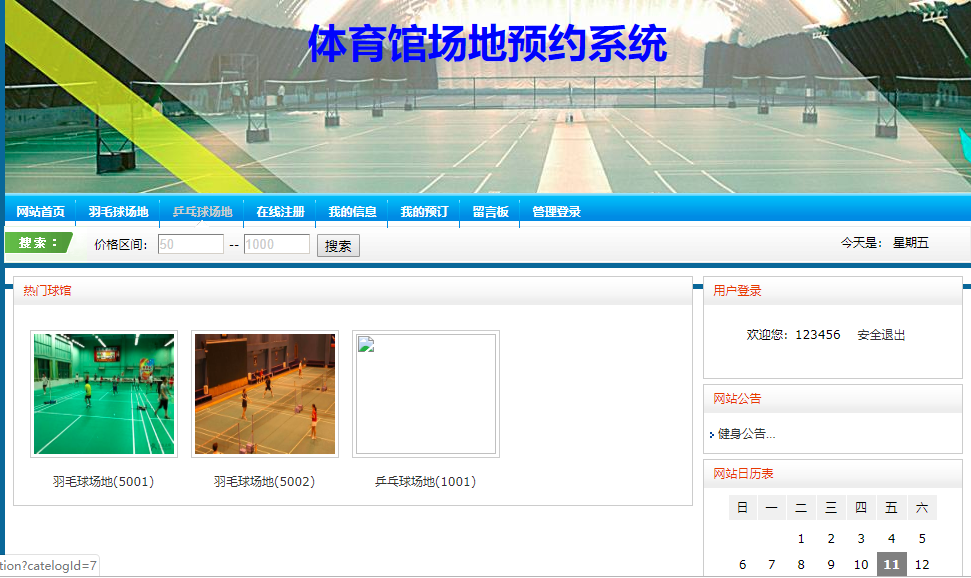 体育馆场地预约系统
网站首页 羽毛球场地 乒乓球场地 在线注册 我的信息 我的预订 留言板 管理登录
搜索： 价格区间： 50 -- 1000 搜索 今天是： 星期五
热门球馆
羽毛球场地(5001) 羽毛球场地(5002) 乒乓球场地(1001)
用户登录
欢迎您：123456 安全退出
网站公告
健身公告...
网站日历表
日 一 二 三 四 五 六
1 2 3 4 5
6 7 8 9 10 11 12
tion?catelogId=7